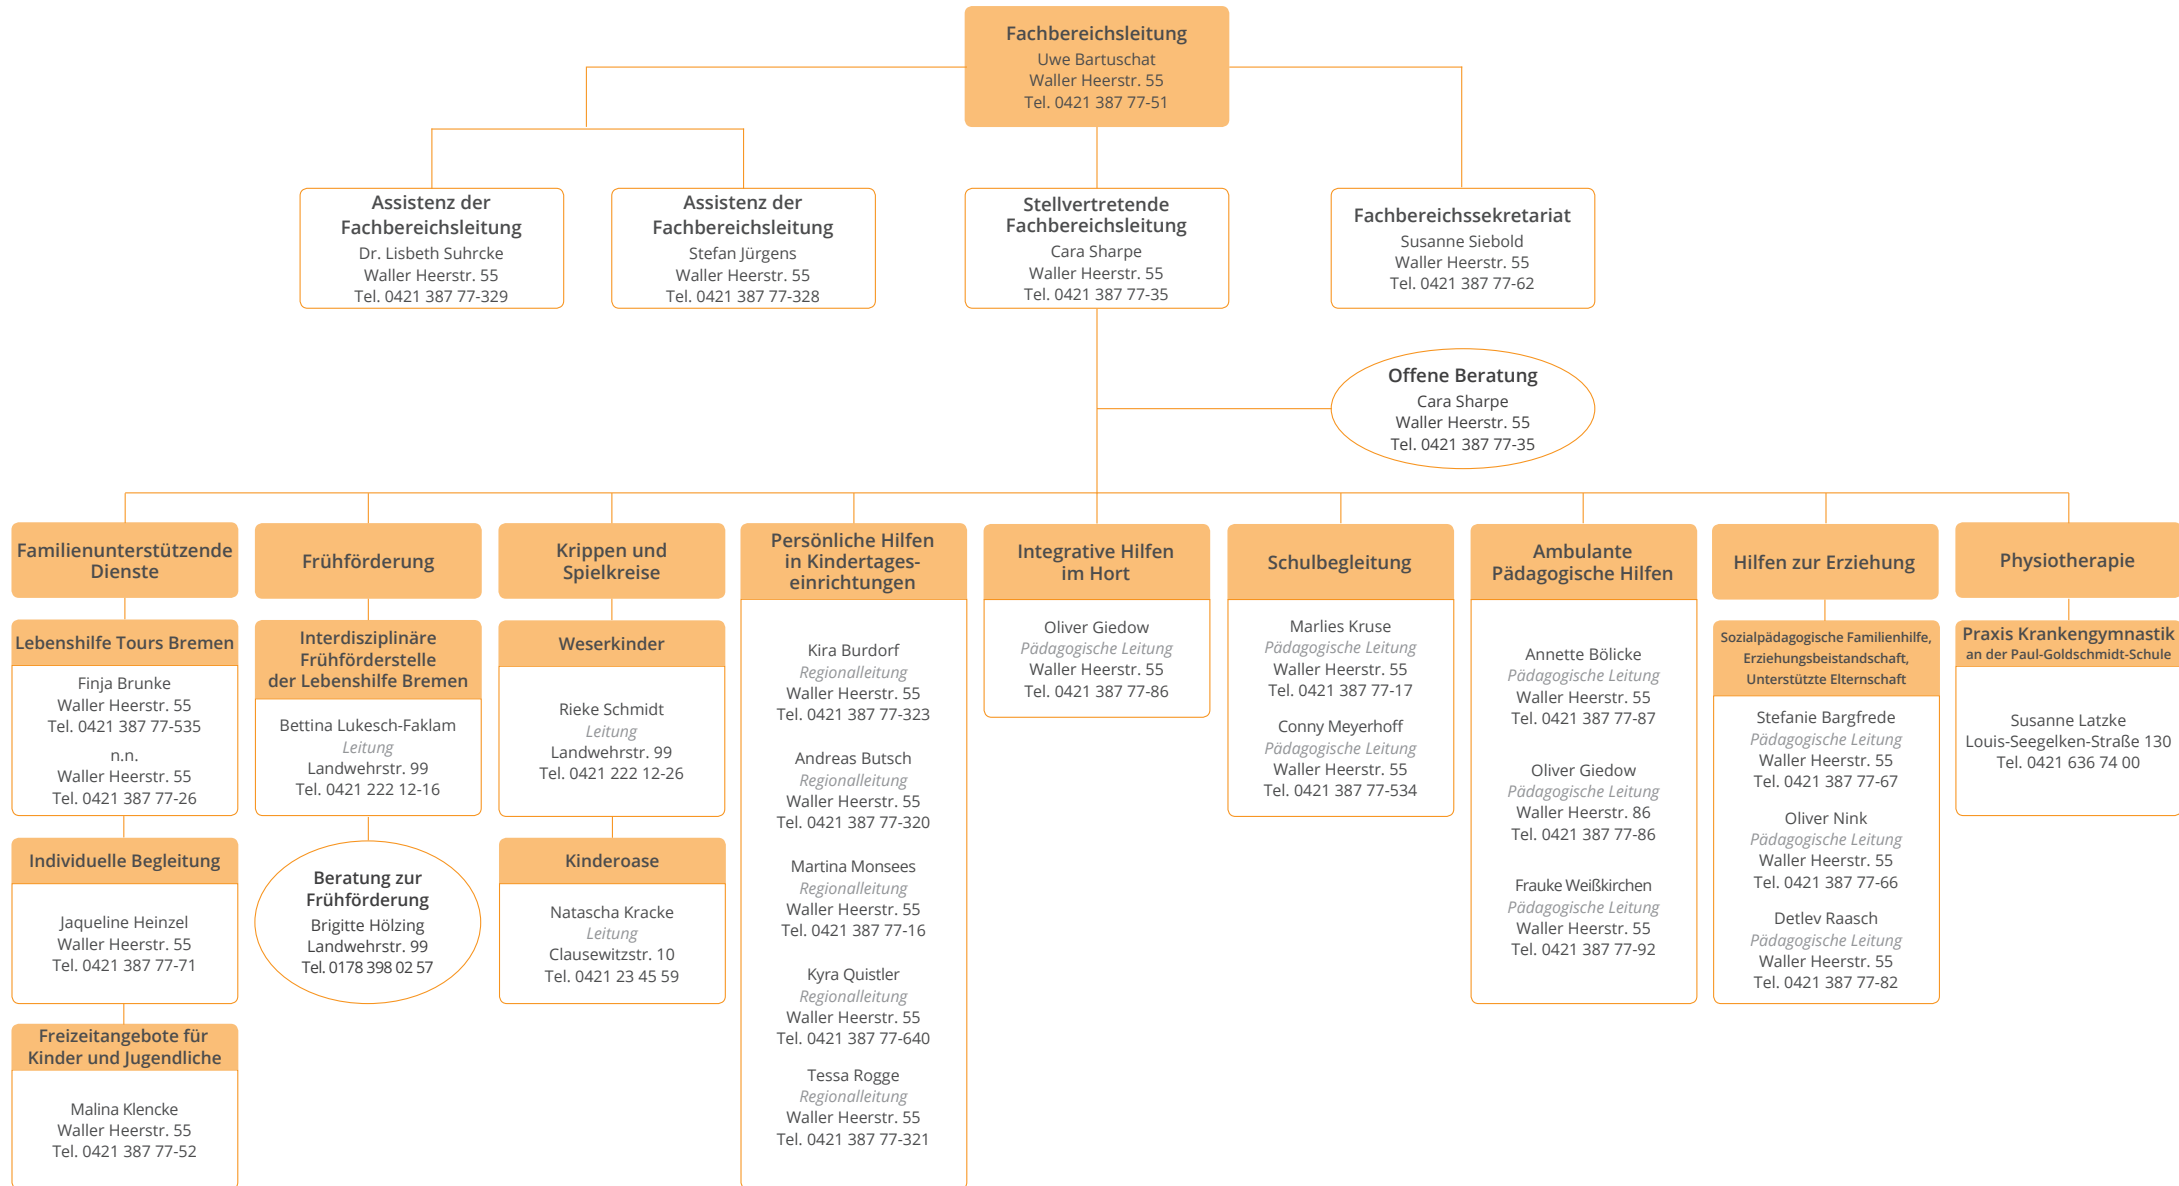 Fachbereichsleitung
Uwe Bartuschat
Waller Heerstr. 55
Tel. 0421 387 77-51
Assistenz der
Fachbereichsleitung
Dr. Lisbeth Suhrcke
Waller Heerstr. 55
Tel. 0421 387 77-329
Assistenz der
Fachbereichsleitung
Stefan Jürgens
Waller Heerstr. 55
Tel. 0421 387 77-328
Stellvertretende
Fachbereichsleitung
Cara Sharpe
Waller Heerstr. 55
Tel. 0421 387 77-35
Fachbereichssekretariat
Susanne Siebold
Waller Heerstr. 55
Tel. 0421 387 77-62
Offene Beratung
Cara Sharpe
Waller Heerstr. 55
Tel. 0421 387 77-35
Familienunterstützende
Dienste
Lebenshilfe Tours Bremen
Finja Brunke
Waller Heerstr. 55
Tel. 0421 387 77-535
n.n.
Waller Heerstr. 55
Tel. 0421 387 77-26
Individuelle Begleitung
Jaqueline Heinzel
Waller Heerstr. 55
Tel. 0421 387 77-71
Freizeitangebote für
Kinder und Jugendliche
Malina Klencke
Waller Heerstr. 55
Tel. 0421 387 77-52
Frühförderung
Interdisziplinäre
Frühförderstelle
der Lebenshilfe Bremen
Bettina Lukesch-Faklam
Leitung
Landwehrstr. 99
Tel. 0421 222 12-16
Beratung zur
Frühförderung
Brigitte Hölzing
Landwehrstr. 99
Tel. 0178 398 02 57
Krippen und
Spielkreise
Weserkinder
Rieke Schmidt
Leitung
Landwehrstr. 99
Tel. 0421 222 12-26
Kinderoase
Natascha Kracke
Leitung
Clausewitzstr. 10
Tel. 0421 23 45 59
Persönliche Hilfen
in Kindertages-
einrichtungen
Kira Burdorf
Regionalleitung
Waller Heerstr. 55
Tel. 0421 387 77-323
Andreas Butsch
Regionalleitung
Waller Heerstr. 55
Tel. 0421 387 77-320
Martina Monsees
Regionalleitung
Waller Heerstr. 55
Tel. 0421 387 77-16
Kyra Quistler
Regionalleitung
Waller Heerstr. 55
Tel. 0421 387 77-640
Tessa Rogge
Regionalleitung
Waller Heerstr. 55
Tel. 0421 387 77-321
Integrative Hilfen
im Hort
Oliver Giedow
Pädagogische Leitung
Waller Heerstr. 55
Tel. 0421 387 77-86
Schulbegleitung
Marlies Kruse
Pädagogische Leitung
Waller Heerstr. 55
Tel. 0421 387 77-17
Conny Meyerhoff
Pädagogische Leitung
Waller Heerstr. 55
Tel. 0421 387 77-534
Ambulante
Pädagogische Hilfen
Annette Bölicke
Pädagogische Leitung
Waller Heerstr. 55
Tel. 0421 387 77-87
Oliver Giedow
Pädagogische Leitung
Waller Heerstr. 86
Tel. 0421 387 77-86
Frauke Weißkirchen
Pädagogische Leitung
Waller Heerstr. 55
Tel. 0421 387 77-92
Hilfen zur Erziehung
Sozialpädagogische Familienhilfe,
Erziehungsbeistandschaft,
Unterstützte Elternschaft
Stefanie Bargfrede
Pädagogische Leitung
Waller Heerstr. 55
Tel. 0421 387 77-67
Oliver Nink
Pädagogische Leitung
Waller Heerstr. 55
Tel. 0421 387 77-66
Detlev Raasch
Pädagogische Leitung
Waller Heerstr. 55
Tel. 0421 387 77-82
Physiotherapie
Praxis Krankengymnastik
an der Paul-Goldschmidt-Schule
Susanne Latzke
Louis-Seegelken-Straße 130
Tel. 0421 636 74 00